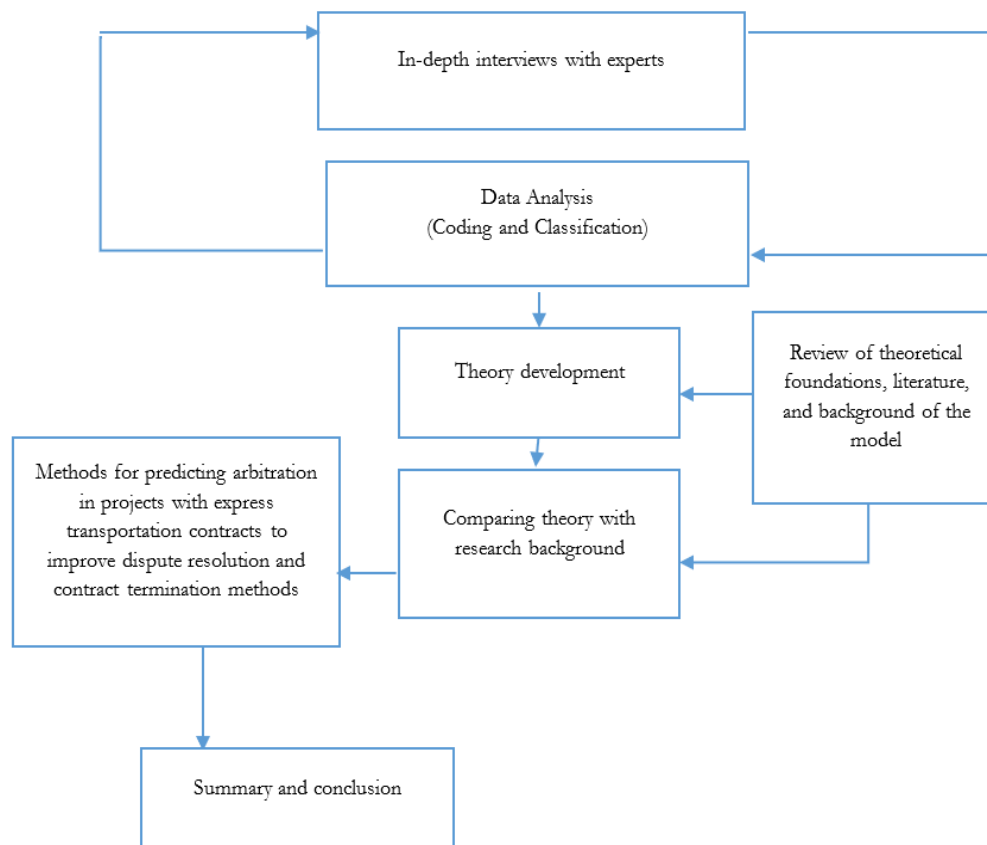 In-depth interviews with experts
Data Analysis
(Coding and Classification)
Theory development
Review of theoretical
foundations, literature,
and background of the
model
Methods for predicting arbitration
in projects with express
transportation contracts to
improve dispute resolution and
contract termination methods
Comparing theory with
research background
Summary and conclusion